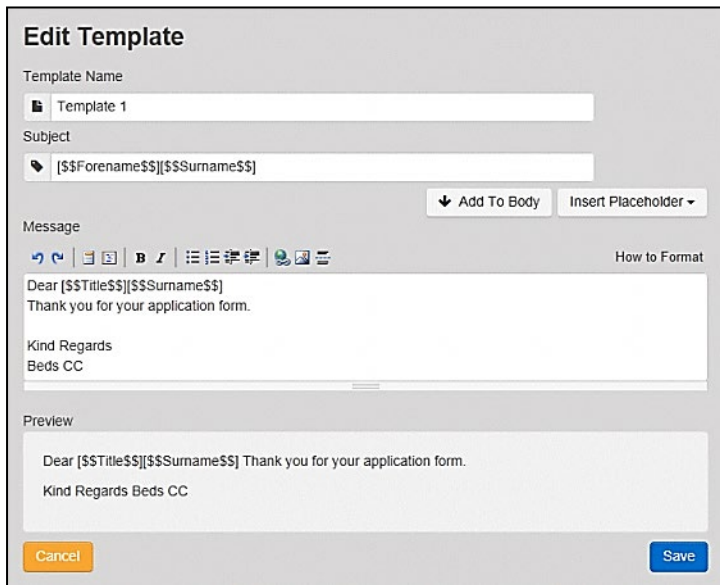 Edit Template
Template Name
Template 1
Subject
[$$Forename$$][$$Surname$$]
Add To Body
Insert Placeholder
Message
B I
How to Format
Dear [$$Title$$][$$Surname$$]
Thank you for your application form.
Kind Regards
Beds CC
Preview
Dear [$$Title$$][$$Surname$$] Thank you for your application form.
Kind Regards Beds CC
Cancel
Save